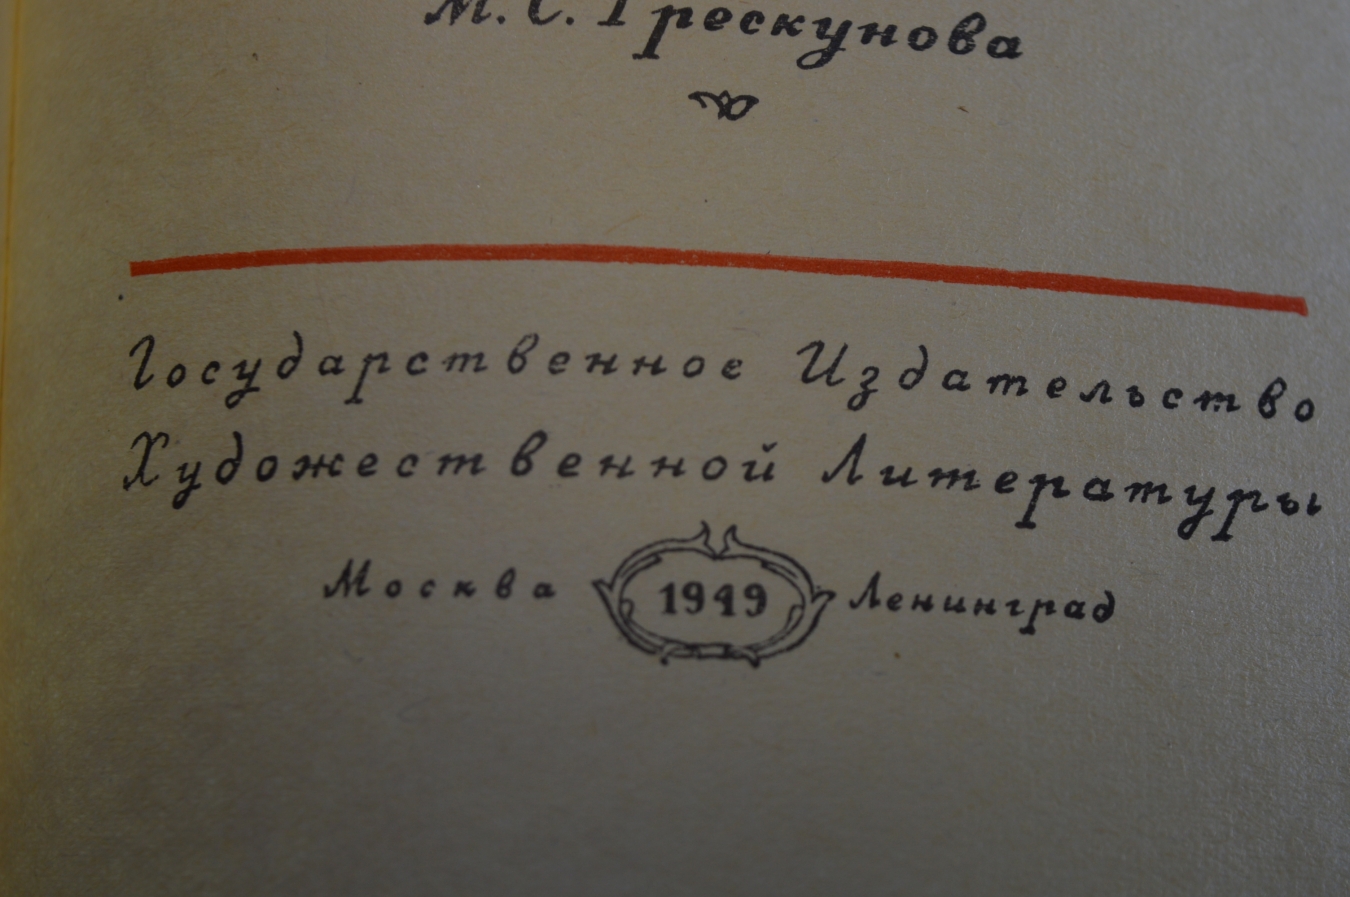 М. С. Трескунова
Государственное Издательство
Художественной Литературы
Москва 1949 Ленинград